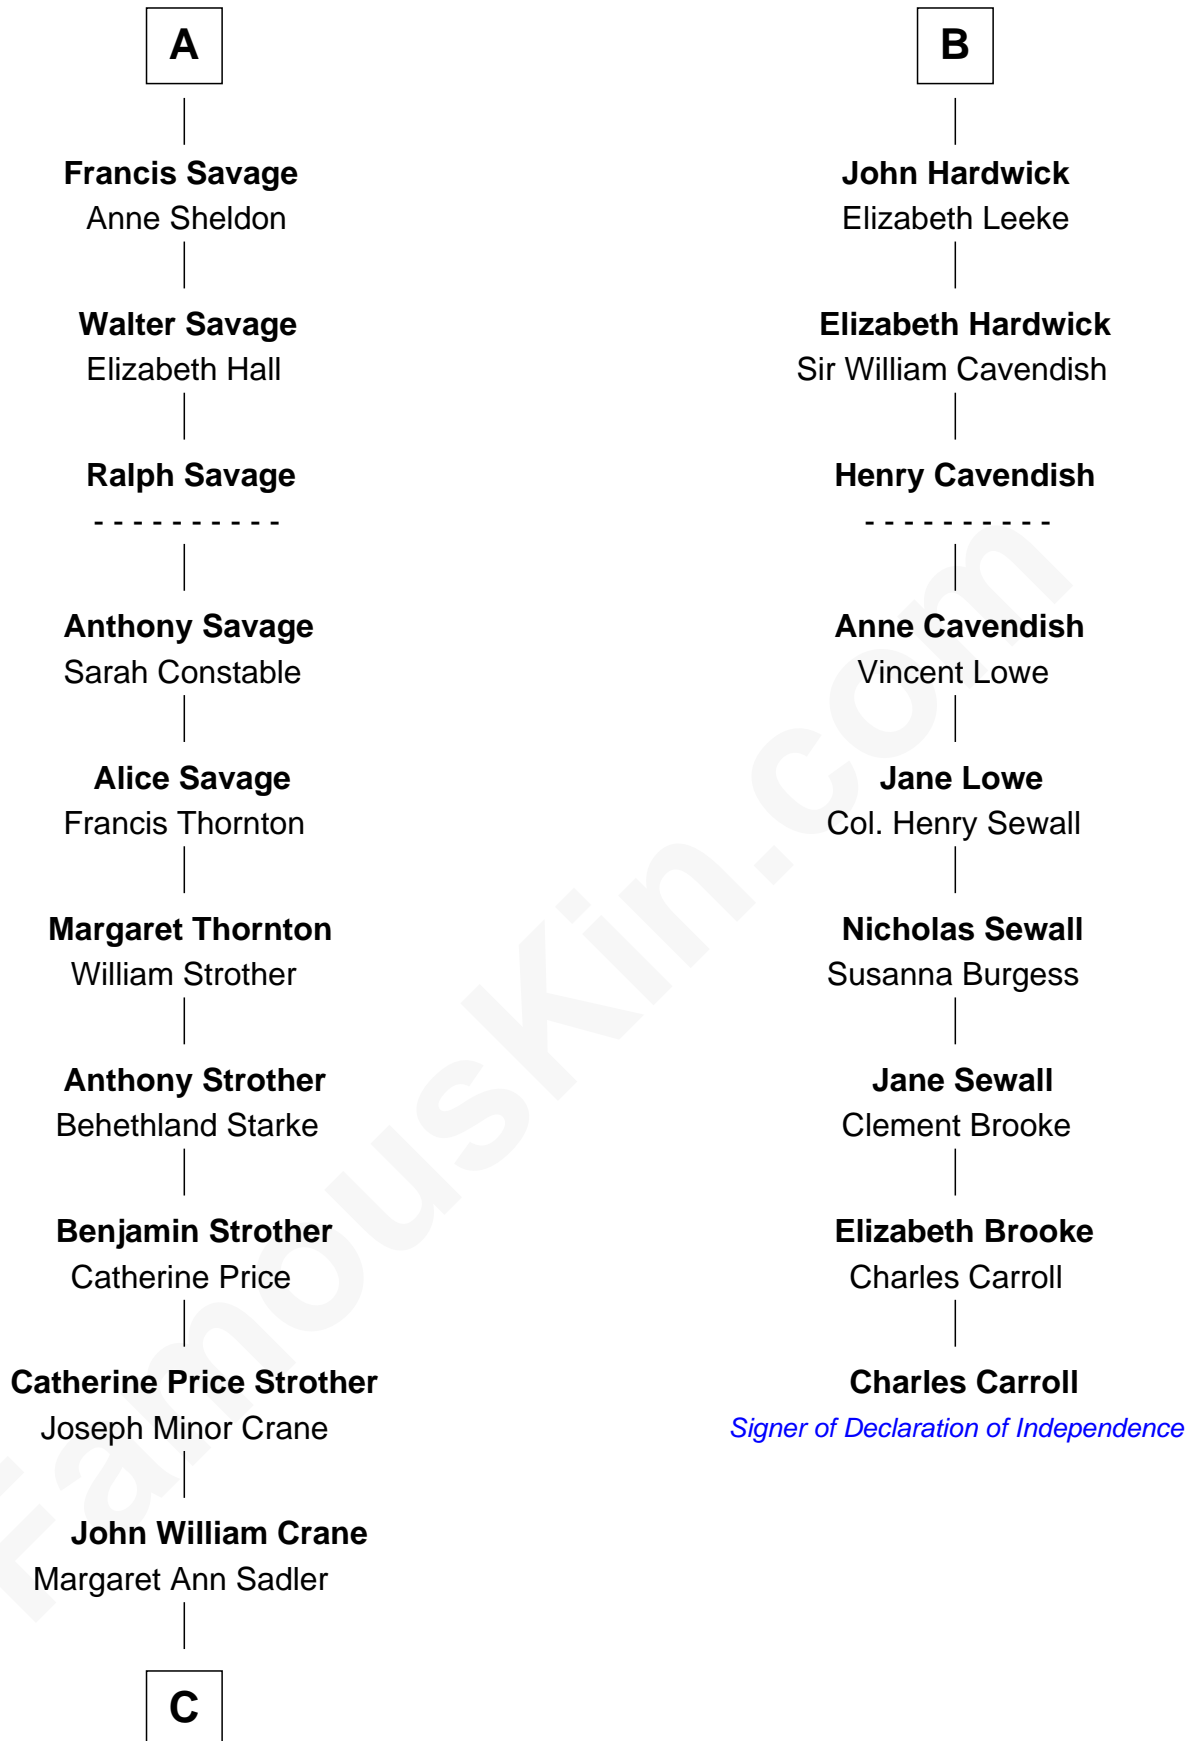 A
Francis Savage
Anne Sheldon
Walter Savage
Elizabeth Hall
Ralph Savage
- - - - - - - - - -
Anthony Savage
Sarah Constable
Alice Savage
Francis Thornton
Margaret Thornton
William Strother
Anthony Strother
Behethland Starke
Benjamin Strother
Catherine Price
Catherine Price Strother
Joseph Minor Crane
John William Crane
Margaret Ann Sadler
C
B
John Hardwick
Elizabeth Leeke
Elizabeth Hardwick
Sir William Cavendish
Henry Cavendish
- - - - - - - - - -
Anne Cavendish
Vincent Lowe
Jane Lowe
Col. Henry Sewall
Nicholas Sewall
Susanna Burgess
Jane Sewall
Clement Brooke
Elizabeth Brooke
Charles Carroll
Charles Carroll
Signer of Declaration of Independence
FamousKin.com